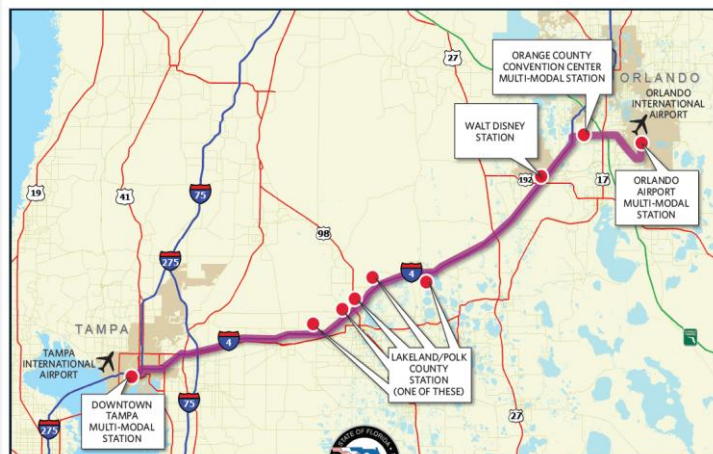 27
ORANGE COUNTY
CONVENTION CENTER
MULTI-MODAL STATION
ORLANDO
ORLANDO
INTERNATIONAL
AIRPORT
WALT DISNEY
STATION
192
17
ORLANDO
AIRPORT
MULTI-MODAL
STATION
19
41
75
98
275
4
TAMPA
4
TAMPA
INTERNATIONAL
AIRPORT
LAKELAND/POLK
COUNTY
STATION
(ONE OF THESE)
DOWNTOWN
TAMPA
MULTI-MODAL
STATION
75
27
275
STATE OF FLORIDA